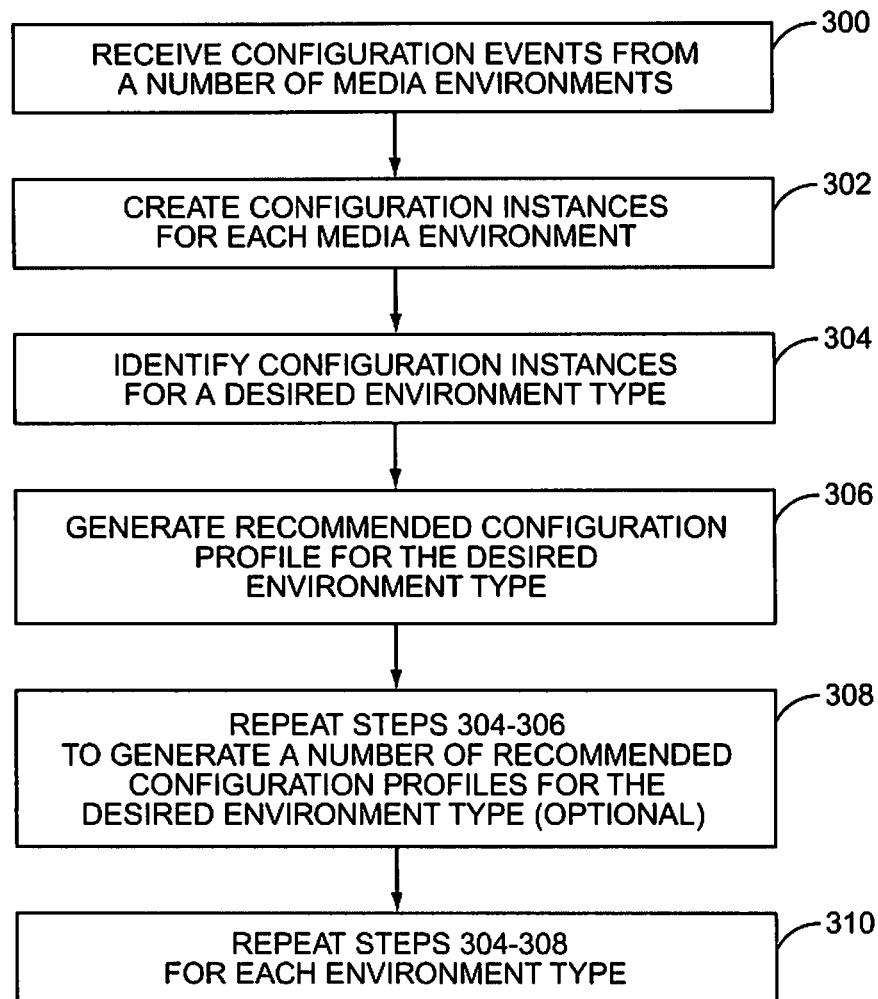 300
RECEIVE CONFIGURATION EVENTS FROM
A NUMBER OF MEDIA ENVIRONMENTS
302
CREATE CONFIGURATION INSTANCES
FOR EACH MEDIA ENVIRONMENT
304
IDENTIFY CONFIGURATION INSTANCES
FOR A DESIRED ENVIRONMENT TYPE
306
GENERATE RECOMMENDED CONFIGURATION
PROFILE FOR THE DESIRED
ENVIRONMENT TYPE
308
REPEAT STEPS 304-306
TO GENERATE A NUMBER OF RECOMMENDED
CONFIGURATION PROFILES FOR THE
DESIRED ENVIRONMENT TYPE (OPTIONAL)
310
REPEAT STEPS 304-308
FOR EACH ENVIRONMENT TYPE